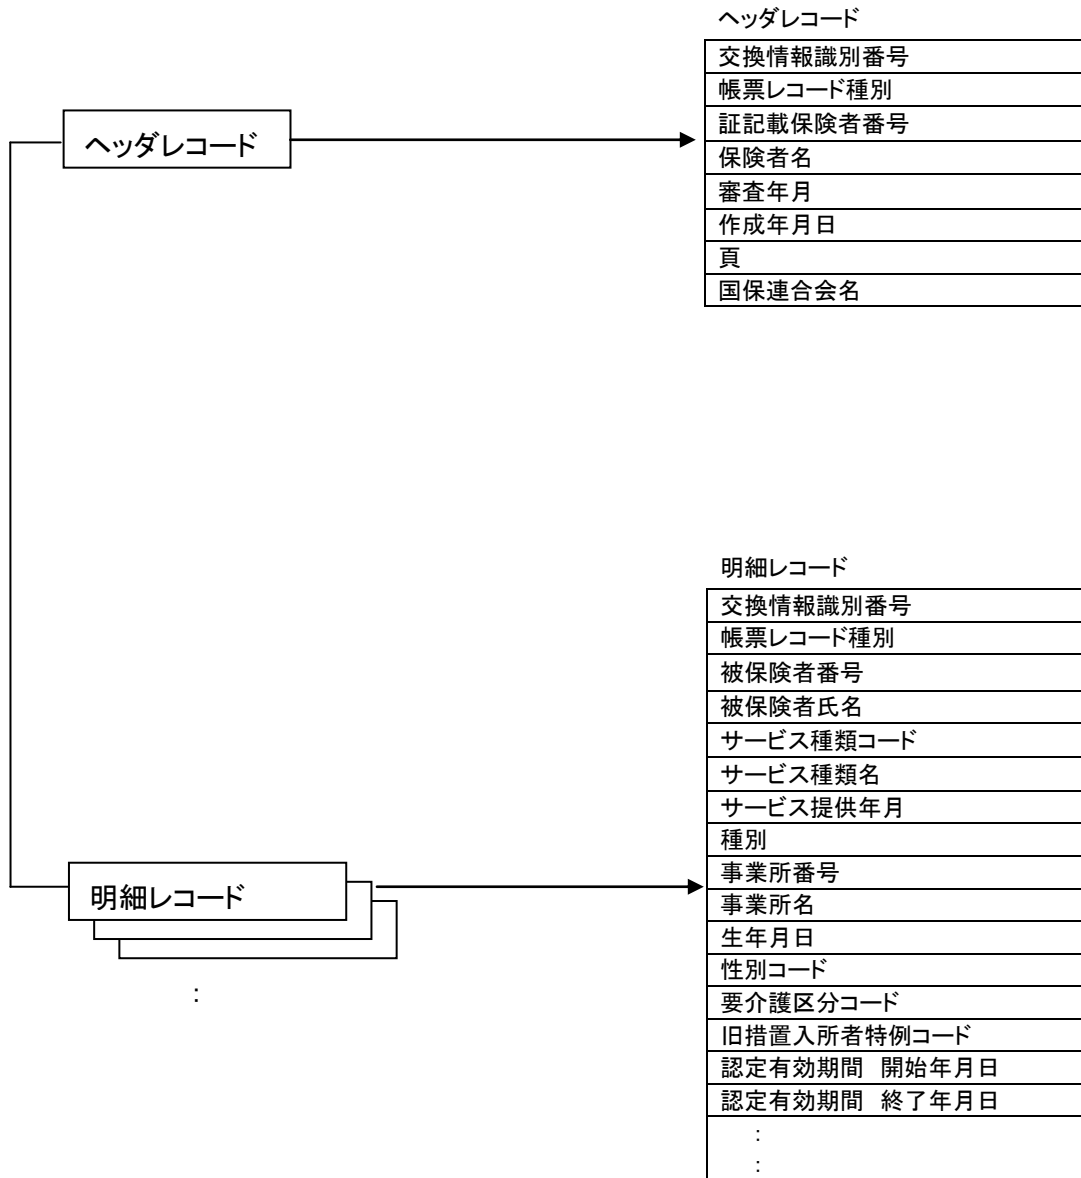 ヘッダレコード
交換情報識別番号
帳票レコード種別
証記載保険者番号
保険者名
審査年月
作成年月日
頁
国保連合会名
ヘッダレコード
明細レコード
交換情報識別番号
帳票レコード種別
被保険者番号
被保険者氏名
サービス種類コード
サービス種類名
サービス提供年月
種別
事業所番号
事業所名
生年月日
性別コード
要介護区分コード
旧措置入所者特例コード
認定有効期間　開始年月日
認定有効期間　終了年月日
:
:
明細レコード
: